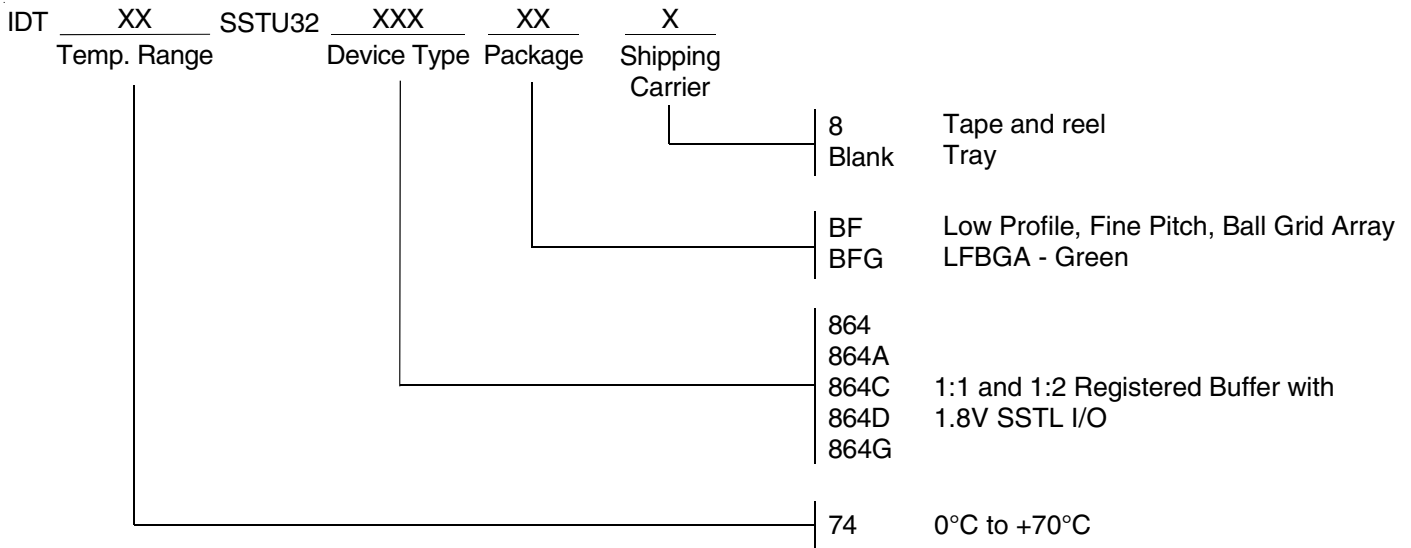 IDT XX SSTU32 XXX XX X
Temp. Range Device Type Package Shipping
Carrier
8 Tape and reel
Blank Tray
BF Low Profile, Fine Pitch, Ball Grid Array
BFG LFBGA - Green
864
864A
864C 1:1 and 1:2 Registered Buffer with
864D 1.8V SSTL I/O
864G
74 0°C to +70°C